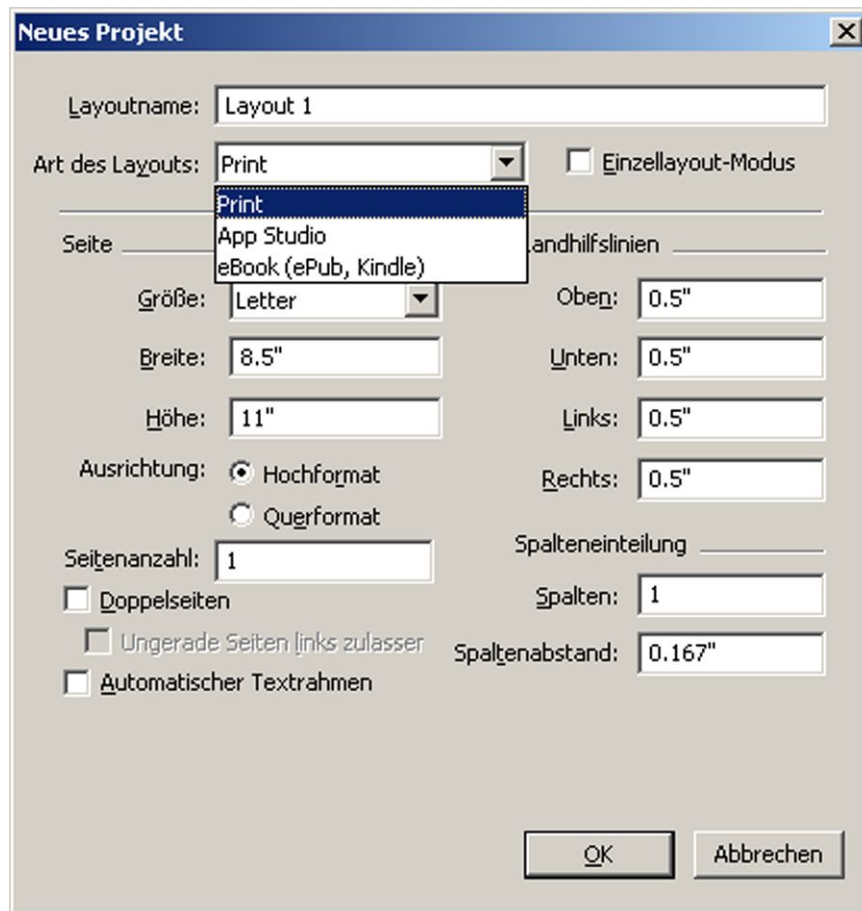 Neues Projekt
Layoutname: Layout 1
Art des Layouts: Print Einzellayout-Modus
Print
App Studio
eBook (ePub, Kindle)
Seite
andhilfslinien
Größe: Letter
Oben: 0.5"
Breite: 8.5"
Unten: 0.5"
Höhe: 11"
Links: 0.5"
Ausrichtung: Hochformat
Rechts: 0.5"
Querformat
Spalteneinteilung
Seitenanzahl: 1
Doppelseiten
Spalten: 1
Ungerade Seiten links zulasser
Spaltenabstand: 0.167"
Automatischer Textrahmen
OK Abbrechen